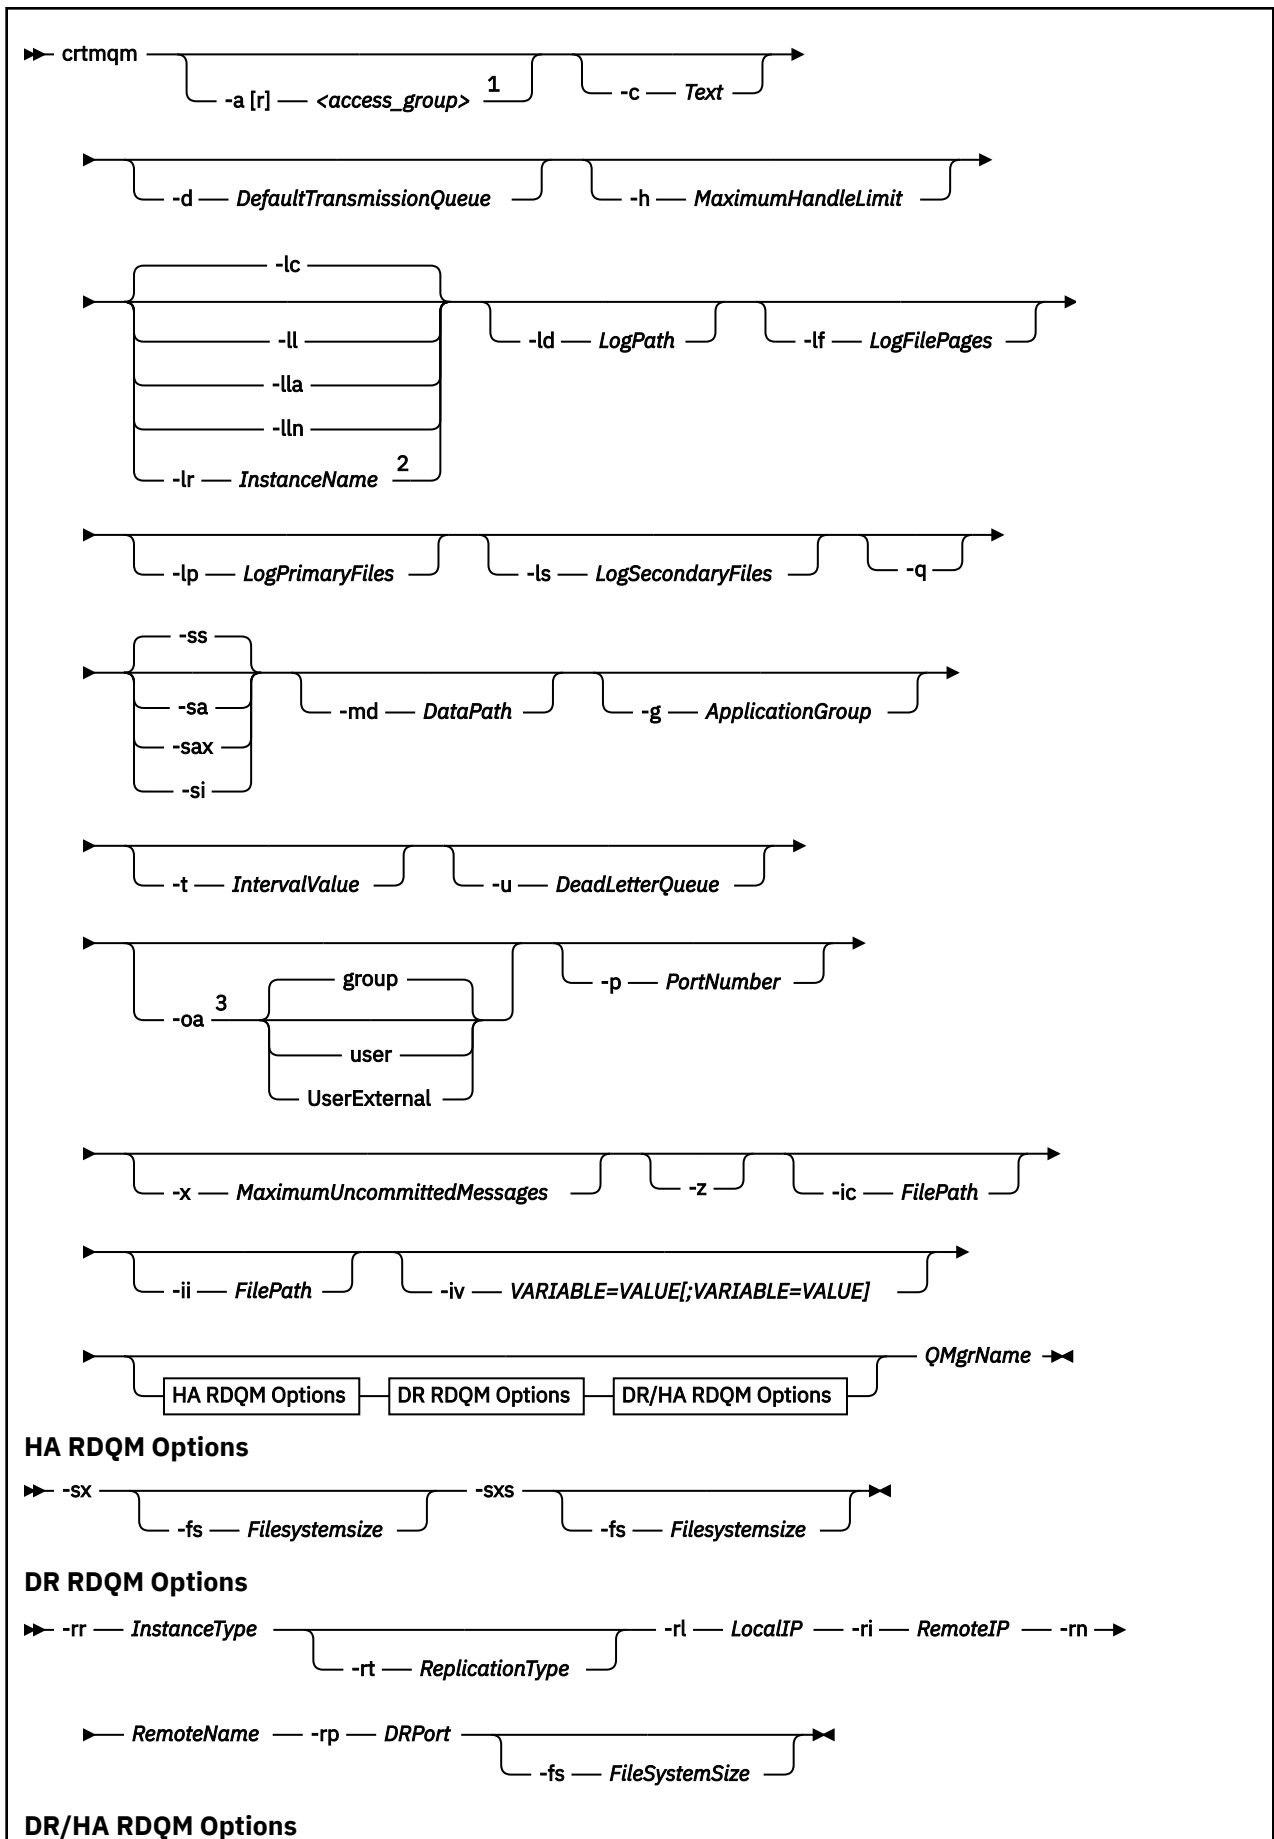 crtmqm -a [r] <access_group> 1 -c Text
-d DefaultTransmissionQueue -h MaximumHandleLimit
-lc
-ll
-lla
-lln
-lr InstanceName 2
-ld LogPath -lf LogFilePages
-lp LogPrimaryFiles -ls LogSecondaryFiles -q
-ss
-sa
-sax
-si
-md DataPath -g ApplicationGroup
-t IntervalValue -u DeadLetterQueue
-oa 3
group
user
UserExternal
-p PortNumber
-x MaximumUncommittedMessages -z -ic FilePath
-ii FilePath -iv VARIABLE=VALUE[;VARIABLE=VALUE]
HA RDQM Options DR RDQM Options DR/HA RDQM Options QMgrName
HA RDQM Options
-sx -fs Filesystemsize -sxs -fs Filesystemsize
DR RDQM Options
-rr InstanceType -rt ReplicationType -rl LocalIP -ri RemoteIP -rn
RemoteName -rp DRPort -fs FileSystemSize
DR/HA RDQM Options